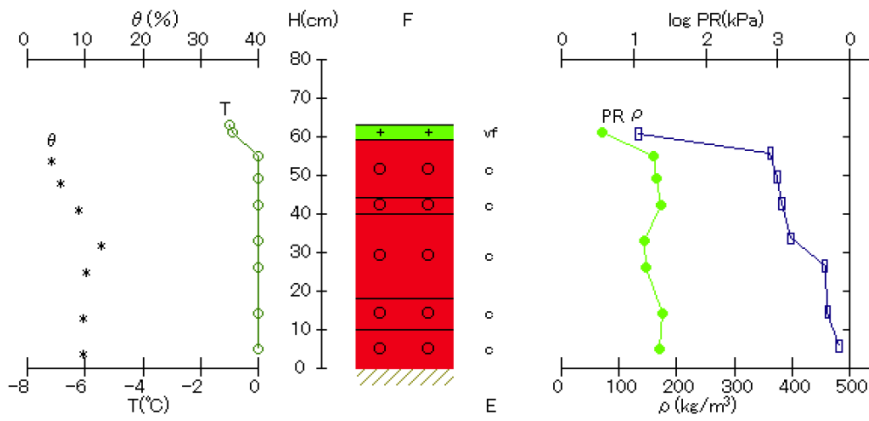 θ(%) H(cm) F log PR(kPa)
0 10 20 30 40 80 0 1 2 3 0
70
T PR ρ
60 vf
θ
50 c
40 c
30 c
20
10 c
0 c
-8 -6 -4 -2 0 0 100 200 300 400 500
T(℃) E ρ(kg/m³)